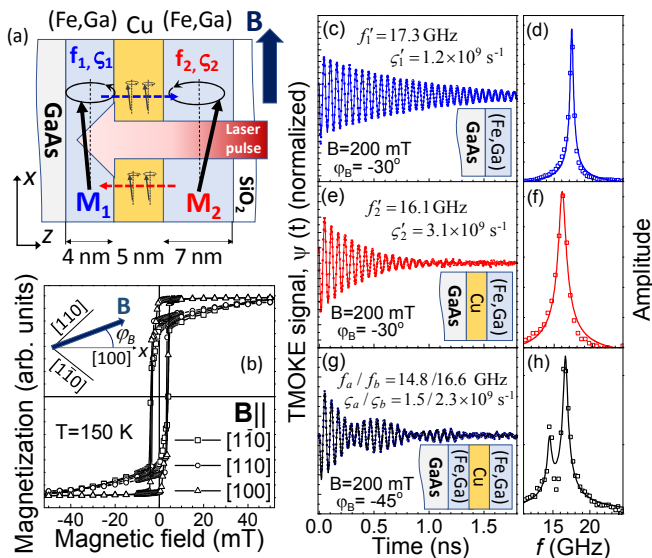 (a)
(Fe,Ga)
Cu
(Fe,Ga)
B
f1, ς1
f2, ς2
GaAs
Laser
pulse
M1
M2
SiO2
x
z
4 nm
5 nm
7 nm
Magnetization (arb. units)
[110]
B
φB
[100]
x
[11̅0]
(b)
B||
T=150 K
[110]
[110]
[100]
-40
-20
0
20
40
Magnetic field (mT)
TMOKE signal, ψ (t) (normalized)
(c)
f1′ = 17.3 GHz
ς1′ = 1.2×10⁹ s⁻¹
B=200 mT
φB= -30°
GaAs
(Fe,Ga)
(d)
(e)
f2′ = 16.1 GHz
ς2′ = 3.1×10⁹ s⁻¹
B=200 mT
φB= -30°
GaAs
Cu
(Fe,Ga)
(f)
(g)
fa / fb = 14.8 / 16.6 GHz
ςa / ςb = 1.5 / 2.3×10⁹ s⁻¹
B=200 mT
φB= -45°
GaAs
(Fe,Ga)
Cu
(Fe,Ga)
(h)
Amplitude
0.0
0.5
1.0
1.5
Time (ns)
15
20
f (GHz)